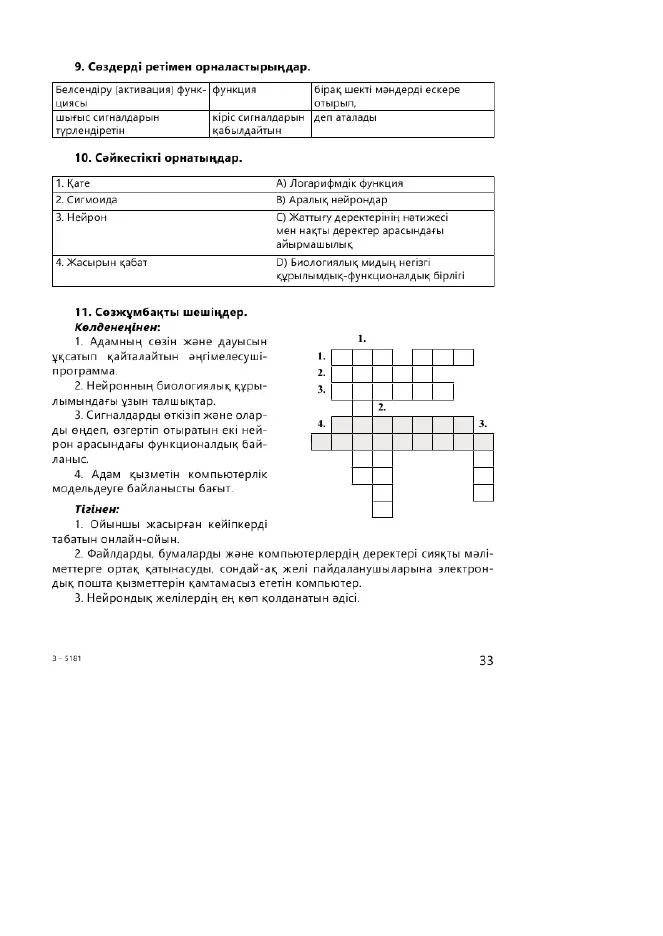 9. Сөздерді ретімен орналастырыңдар.
Белсендіру (активация) функ-
циясы
функция
бірақ шекті мәндерді ескере
отырып,
шығыс сигналдарын
түрлендіретін
кіріс сигналдарын
қабылдайтын
деп аталады
10. Сәйкестікті орнатыңдар.
1. Қате
A) Логарифмдік функция
2. Сигмоида
B) Аралық нейрондар
3. Нейрон
C) Жаттығу деректерінің нәтижесі
мен нақты деректер арасындағы
айырмашылық
4. Жасырын қабат
D) Биологиялық мидың негізгі
құрылымдық-функционалдық бірлігі
11. Сөзжұмбақты шешіңдер.
Көлденеңінен:
1. Адамның сөзін және дауысын
ұқсатып қайталайтын әңгімелесуші-
программа.
2. Нейронның биологиялық құры-
лымындағы ұзын талшықтар.
3. Сигналдарды өткізіп және олар-
ды өңдеп, өзгертіп отыратын екі ней-
рон арасындағы функционалдық бай-
ланыс.
4. Адам қызметін компьютерлік
модельдеуге байланысты бағыт.
1.
1.
2.
3.
2.
4.
3.
Тігінен:
1. Ойыншы жасырған кейіпкерді
табатын онлайн-ойын.
2. Файлдарды, бумаларды және компьютерлердің деректері сияқты мәлі-
меттерге ортақ қатынасуды, сондай-ақ желі пайдаланушыларына электрон-
дық пошта қызметтерін қамтамасыз ететін компьютер.
3. Нейрондық желілердің ең көп қолданатын әдісі.
3 – 5181
33